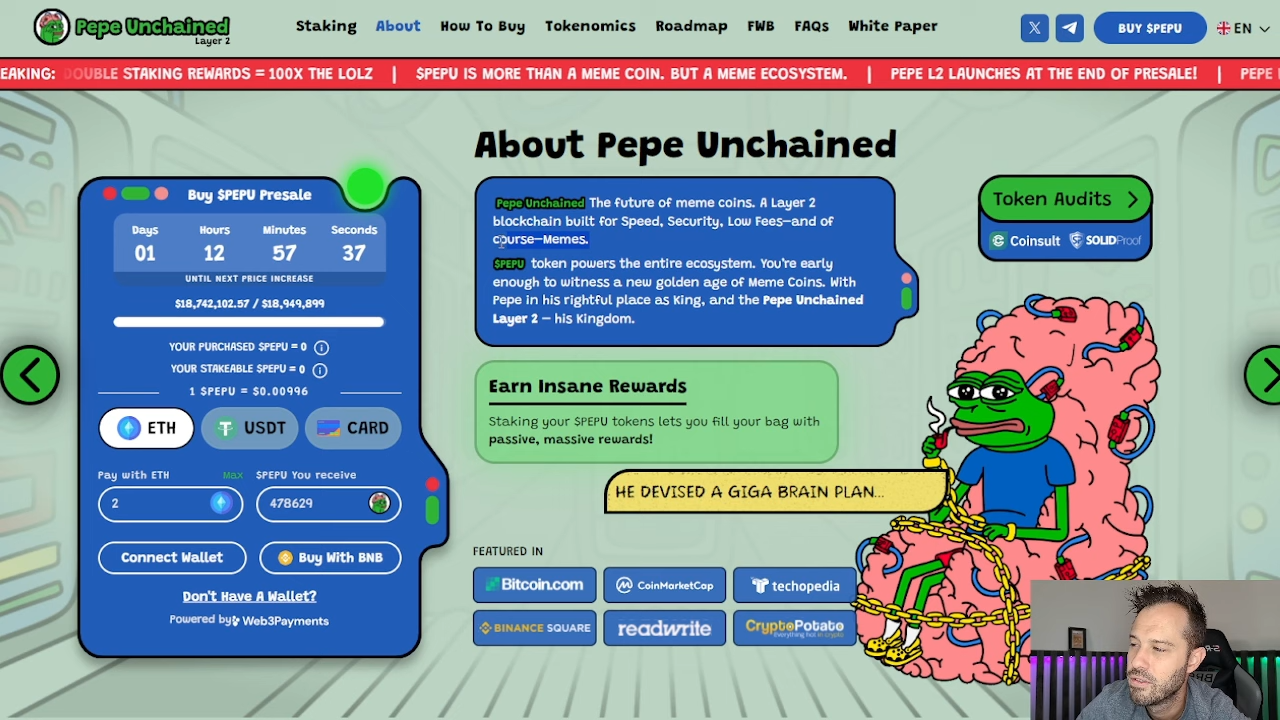 Pepe Unchained
Layer 2
Staking About How To Buy Tokenomics Roadmap FWB FAQs White Paper
BUY $PEPU
EN
EAKING: DOUBLE STAKING REWARDS = 100X THE LOLZ | $PEPU IS MORE THAN A MEME COIN. BUT A MEME ECOSYSTEM. | PEPE L2 LAUNCHES AT THE END OF PRESALE! | PEPE
Buy $PEPU Presale
Days Hours Minutes Seconds
01 12 57 37
UNTIL NEXT PRICE INCREASE
$18,742,102.57 / $18,949,899
YOUR PURCHASED $PEPU = 0
YOUR STAKEABLE $PEPU = 0
1 $PEPU = $0.00996
ETH USDT CARD
Pay with ETH Max $PEPU You receive
2 478629
Connect Wallet Buy With BNB
Don't Have A Wallet?
Powered by Web3Payments
About Pepe Unchained
Pepe Unchained The future of meme coins. A Layer 2
blockchain built for Speed, Security, Low Fees—and of
course—Memes.
$PEPU token powers the entire ecosystem. You're early
enough to witness a new golden age of Meme Coins. With
Pepe in his rightful place as King, and the Pepe Unchained
Layer 2 — his Kingdom.
Earn Insane Rewards
Staking your $PEPU tokens lets you fill your bag with
passive, massive rewards!
HE DEVISED A GIGA BRAIN PLAN...
FEATURED IN
Bitcoin.com CoinMarketCap techopedia
BINANCE SQUARE readwrite CryptoPotato
Everything hot in crypto
Token Audits
Coinsult SOLIDProof